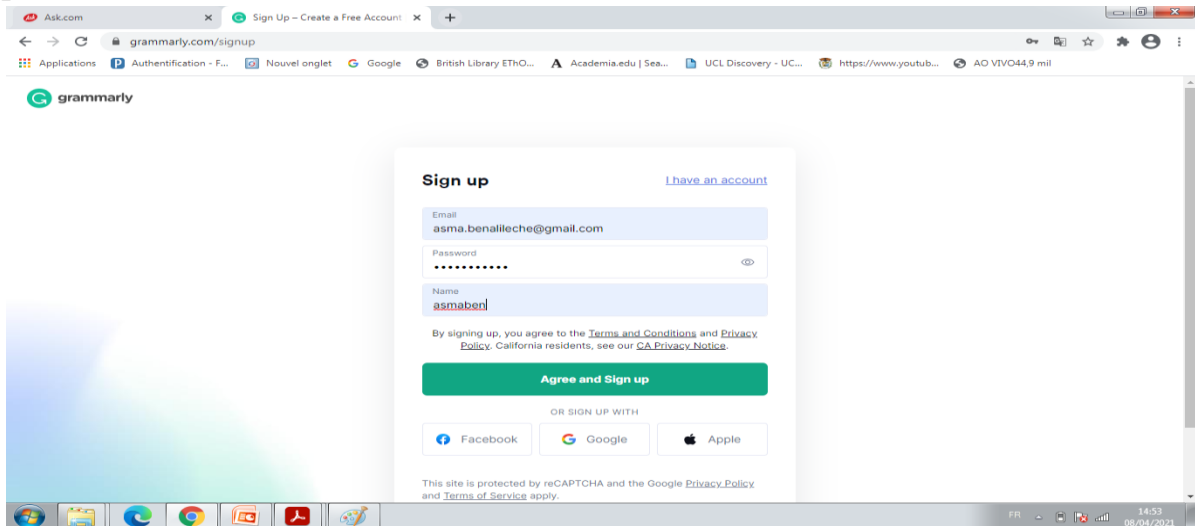 Ask.com
Sign Up – Create a Free Account
grammarly.com/signup
Applications Authentification - F... Nouvel onglet Google British Library EThO... Academia.edu | Sea... UCL Discovery - UC... https://www.youtub... AO VIVO44,9 mil
grammarly
Sign up I have an account
Email
asma.benalileche@gmail.com
Password
•••••••••••
Name
asmaben
By signing up, you agree to the Terms and Conditions and Privacy
Policy. California residents, see our CA Privacy Notice.
Agree and Sign up
OR SIGN UP WITH
Facebook Google Apple
This site is protected by reCAPTCHA and the Google Privacy Policy
and Terms of Service apply.
FR 14:53
08/04/2021